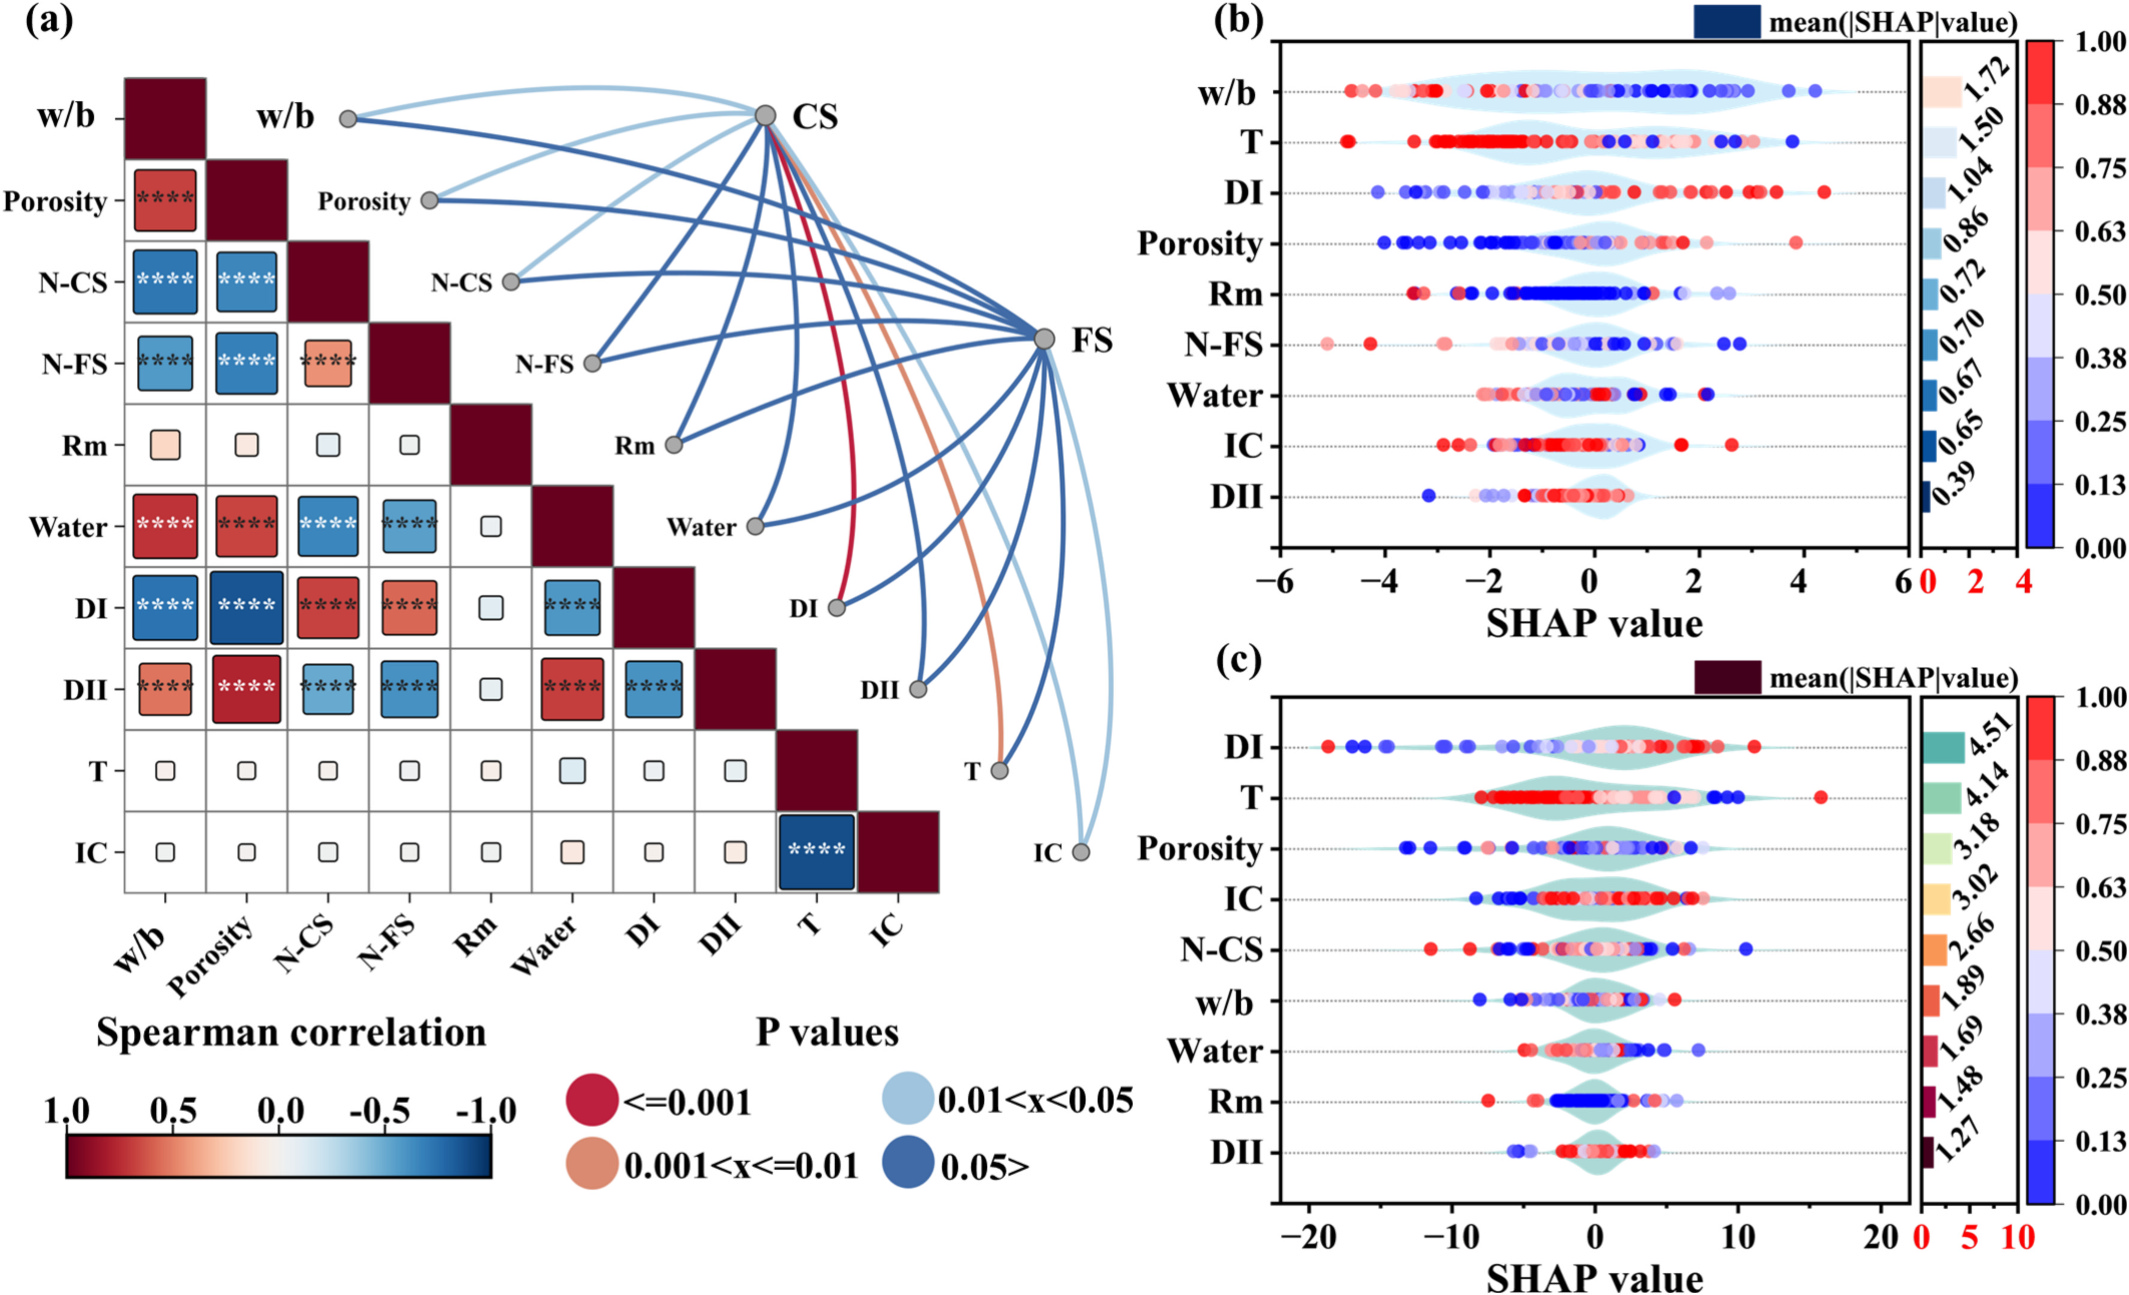 (a)
w/b
Porosity
N-CS
N-FS
Rm
Water
DI
DII
T
IC
****
**** ****
**** **** ****
**** **** **** ****
**** **** **** **** ****
**** **** **** **** **** ****
****
W/b Porosity N-CS N-FS Rm Water DI DII T IC
w/b
Porosity
N-CS
N-FS
Rm
Water
DI
DII
T
IC
CS
FS
Spearman correlation
1.0 0.5 0.0 -0.5 -1.0
P values
<=0.001
0.01<x<0.05
0.001<x<=0.01
0.05>
(b)
mean(|SHAP|value)
w/b 1.72
T 1.50
DI 1.04
Porosity 0.86
Rm 0.72
N-FS 0.70
Water 0.67
IC 0.65
DII 0.39
−6 −4 −2 0 2 4 6
0 2 4
SHAP value
1.00
0.88
0.75
0.63
0.50
0.38
0.25
0.13
0.00
(c)
mean(|SHAP|value)
DI 4.51
T 4.14
Porosity 3.18
IC 3.02
N-CS 2.66
w/b 1.89
Water 1.69
Rm 1.48
DII 1.27
−20 −10 0 10 20
0 5 10
SHAP value
1.00
0.88
0.75
0.63
0.50
0.38
0.25
0.13
0.00